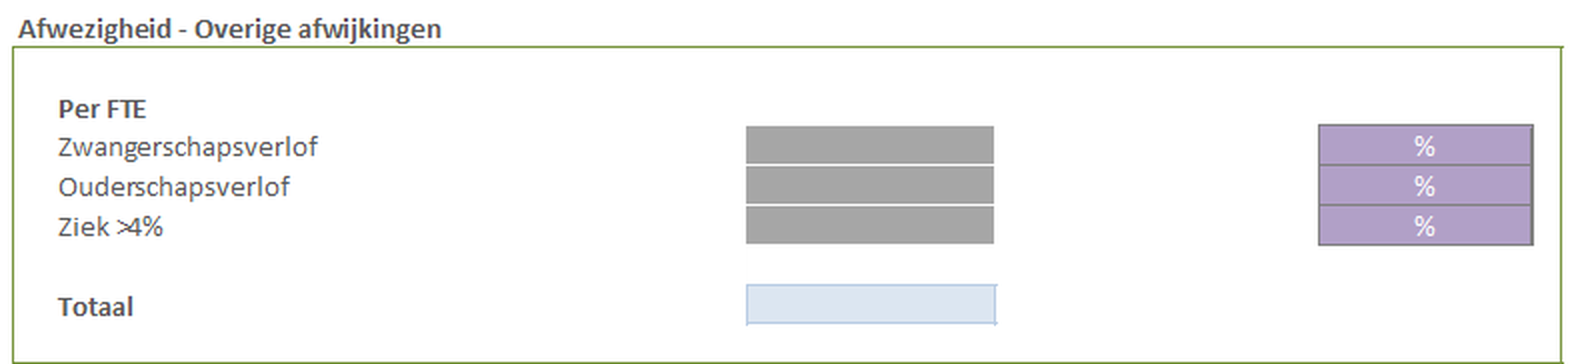 Afwezigheid - Overige afwijkingen
Per FTE
Zwangerschapsverlof %
Ouderschapsverlof %
Ziek >4% %
Totaal